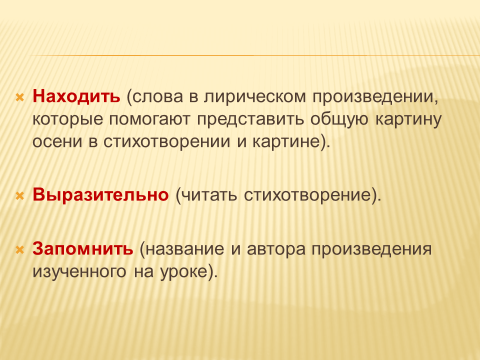 Находить (слова в лирическом произведении,
которые помогают представить общую картину
осени в стихотворении и картине).
Выразительно (читать стихотворение).
Запомнить (название и автора произведения
изученного на уроке).